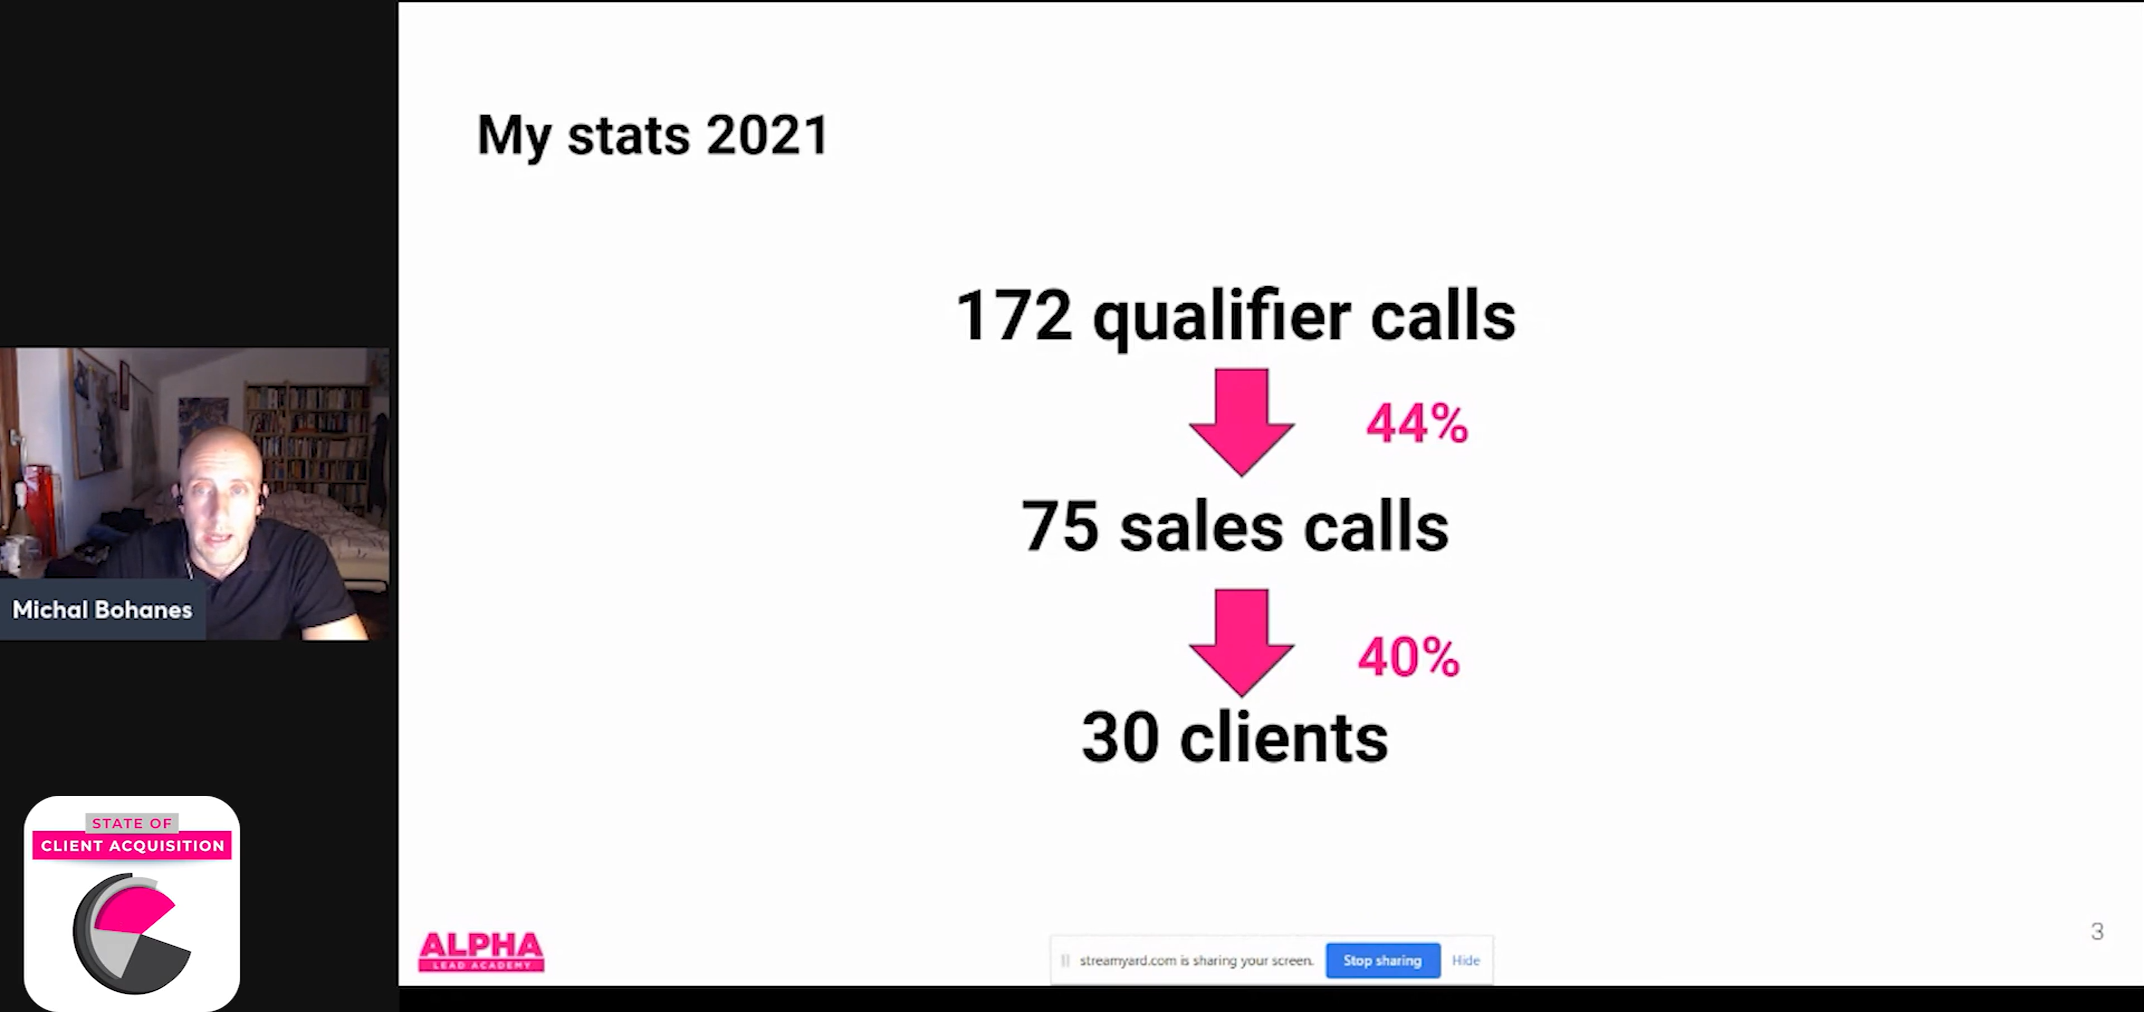 My stats 2021
172 qualifier calls
44%
75 sales calls
40%
30 clients
Michal Bohanes
STATE OF
CLIENT ACQUISITION
ALPHA
LEAD ACADEMY
streamyard.com is sharing your screen. Stop sharing Hide
3